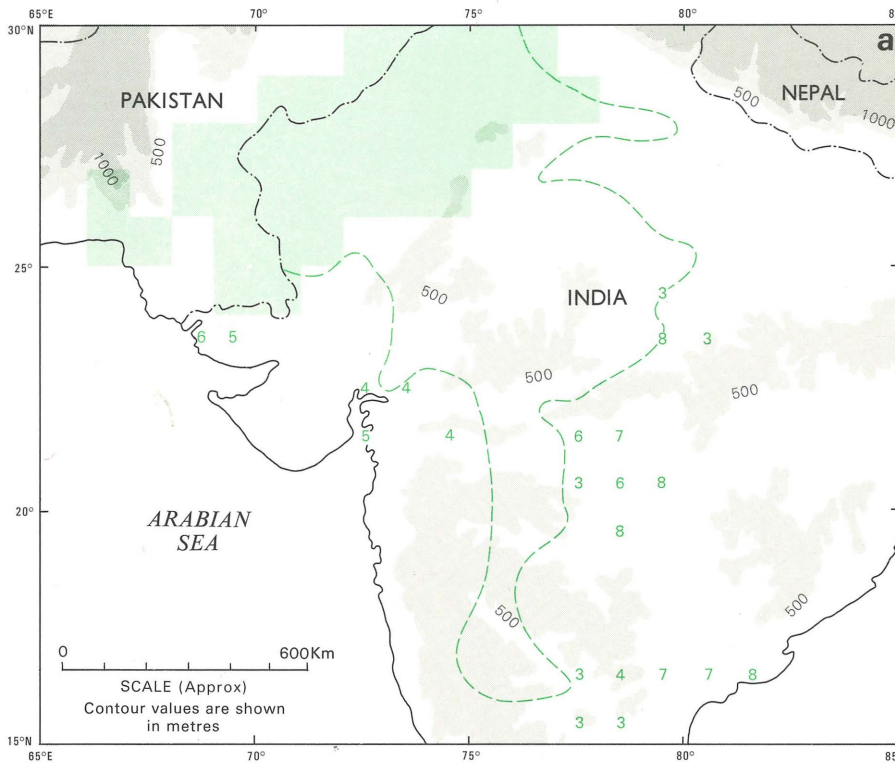 65°E 70° 75° 80° 8
30°N
a
PAKISTAN
500
1000
500
NEPAL
1000
25°
500
INDIA
3
6 5
8 3
500
500
4 4
5 4
6 7
3 6 8
20°
ARABIAN
SEA
8
500
500
0 600Km
SCALE (Approx)
Contour values are shown
in metres
3 4 7 7 8
3 3
15°N
65°E 70° 75° 80° 85